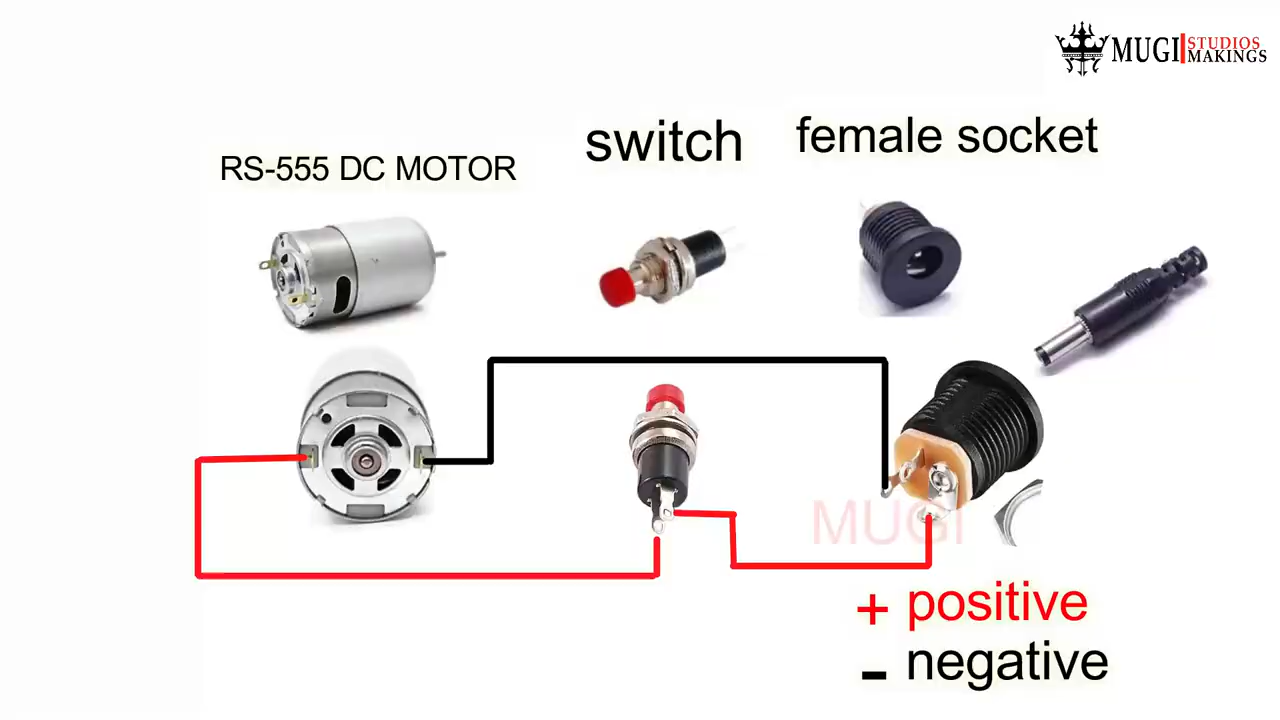 MUGI STUDIOS
MAKINGS
switch
female socket
RS-555 DC MOTOR
MUGI
+ positive
- negative